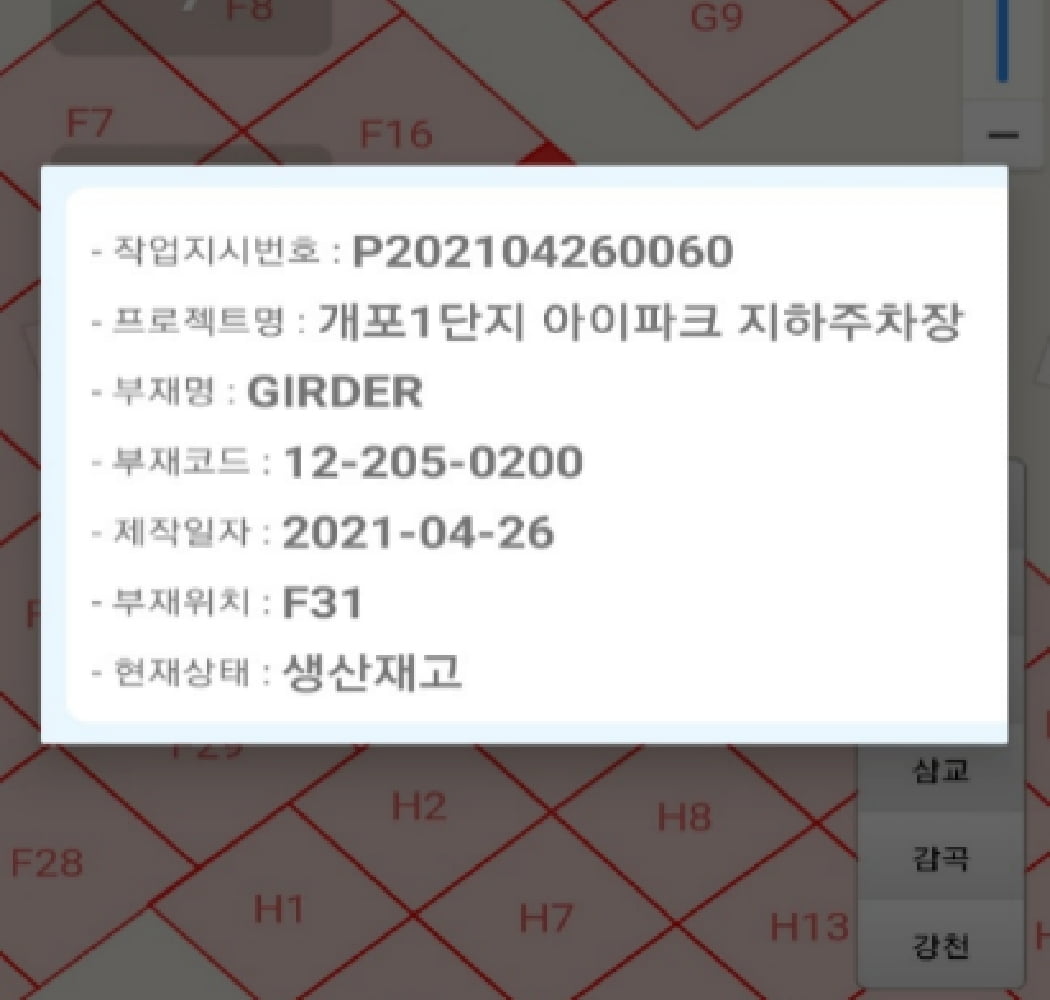 F8
G9
F7
F16
- 작업지시번호 : P202104260060
- 프로젝트명 : 개포1단지 아이파크 지하주차장
- 부재명 : GIRDER
- 부재코드 : 12-205-0200
- 제작일자 : 2021-04-26
- 부재위치 : F31
- 현재상태 : 생산재고
F29
삼교
H2
H8
F28
감곡
H1
H7
H13
강천